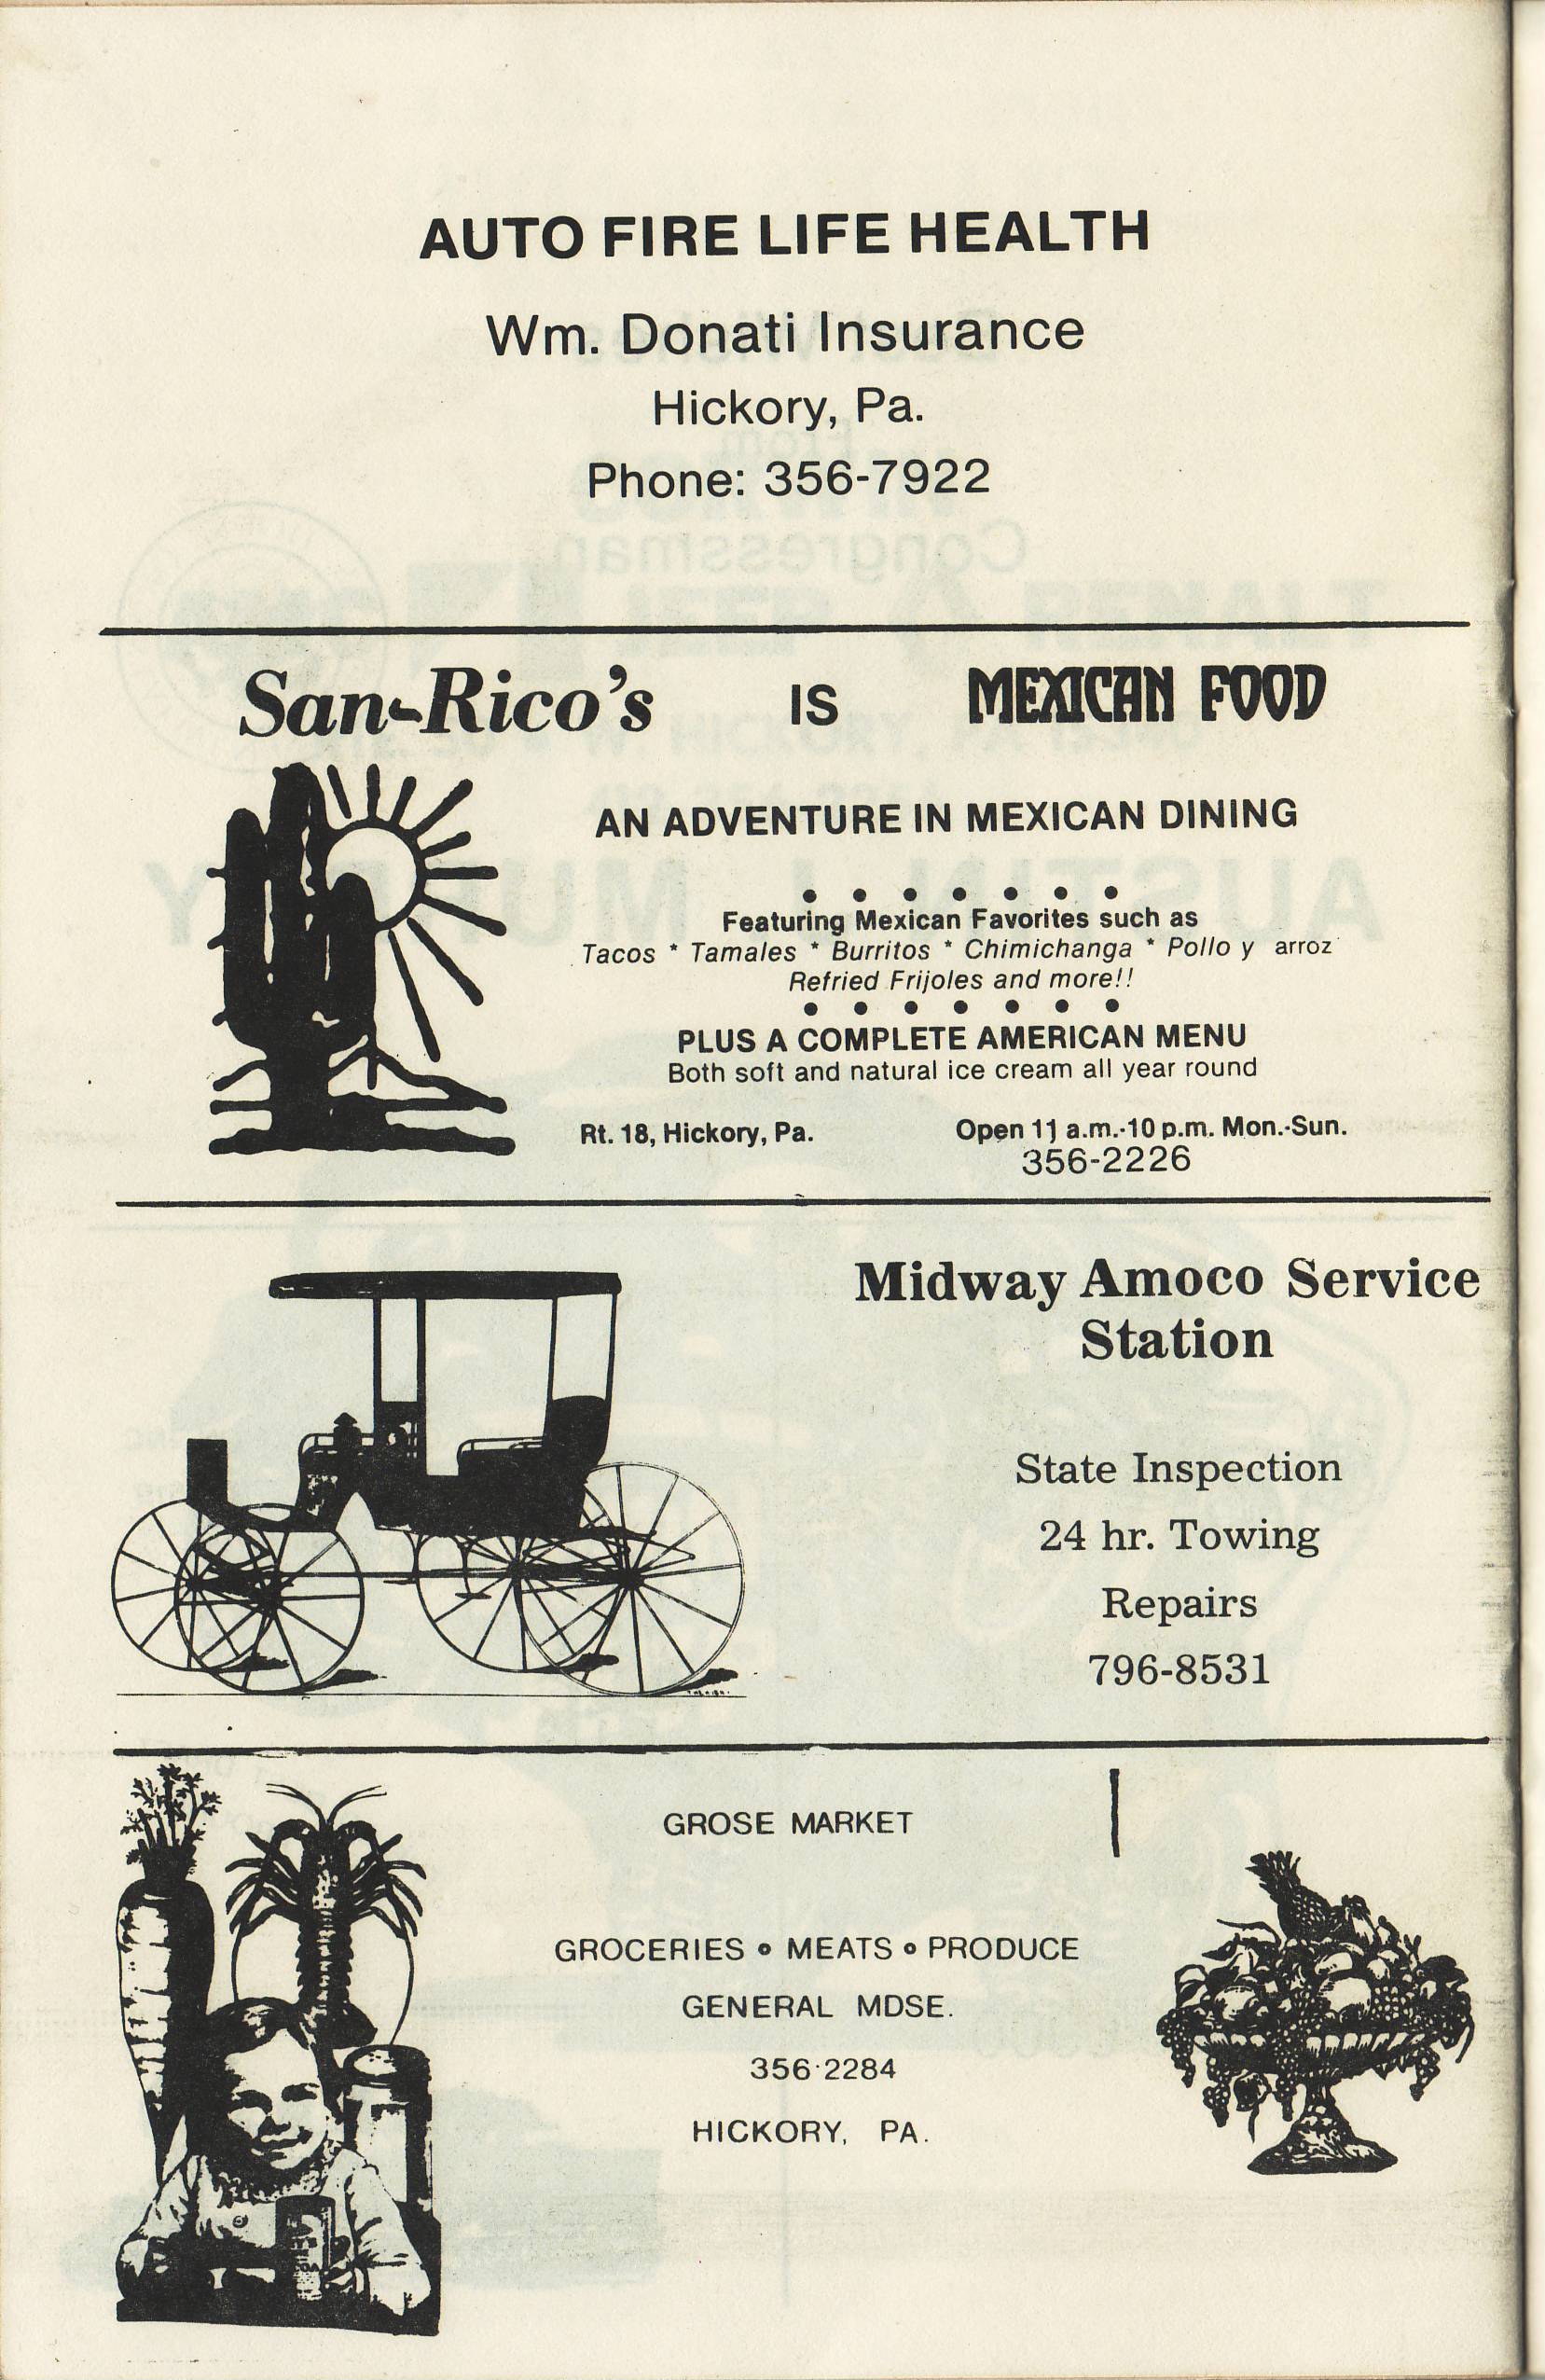 AUTO FIRE LIFE HEALTH
Wm. Donati Insurance
Hickory, Pa.
Phone: 356-7922
San-Rico's IS MEXICAN FOOD
AN ADVENTURE IN MEXICAN DINING
• • • • • • •
Featuring Mexican Favorites such as
Tacos * Tamales * Burritos * Chimichanga * Pollo y arroz
Refried Frijoles and more!!
• • • • • • •
PLUS A COMPLETE AMERICAN MENU
Both soft and natural ice cream all year round
Rt. 18, Hickory, Pa. Open 11 a.m.-10 p.m. Mon.-Sun.
356-2226
Midway Amoco Service
Station
State Inspection
24 hr. Towing
Repairs
796-8531
GROSE MARKET
GROCERIES • MEATS • PRODUCE
GENERAL MDSE.
356-2284
HICKORY, PA.